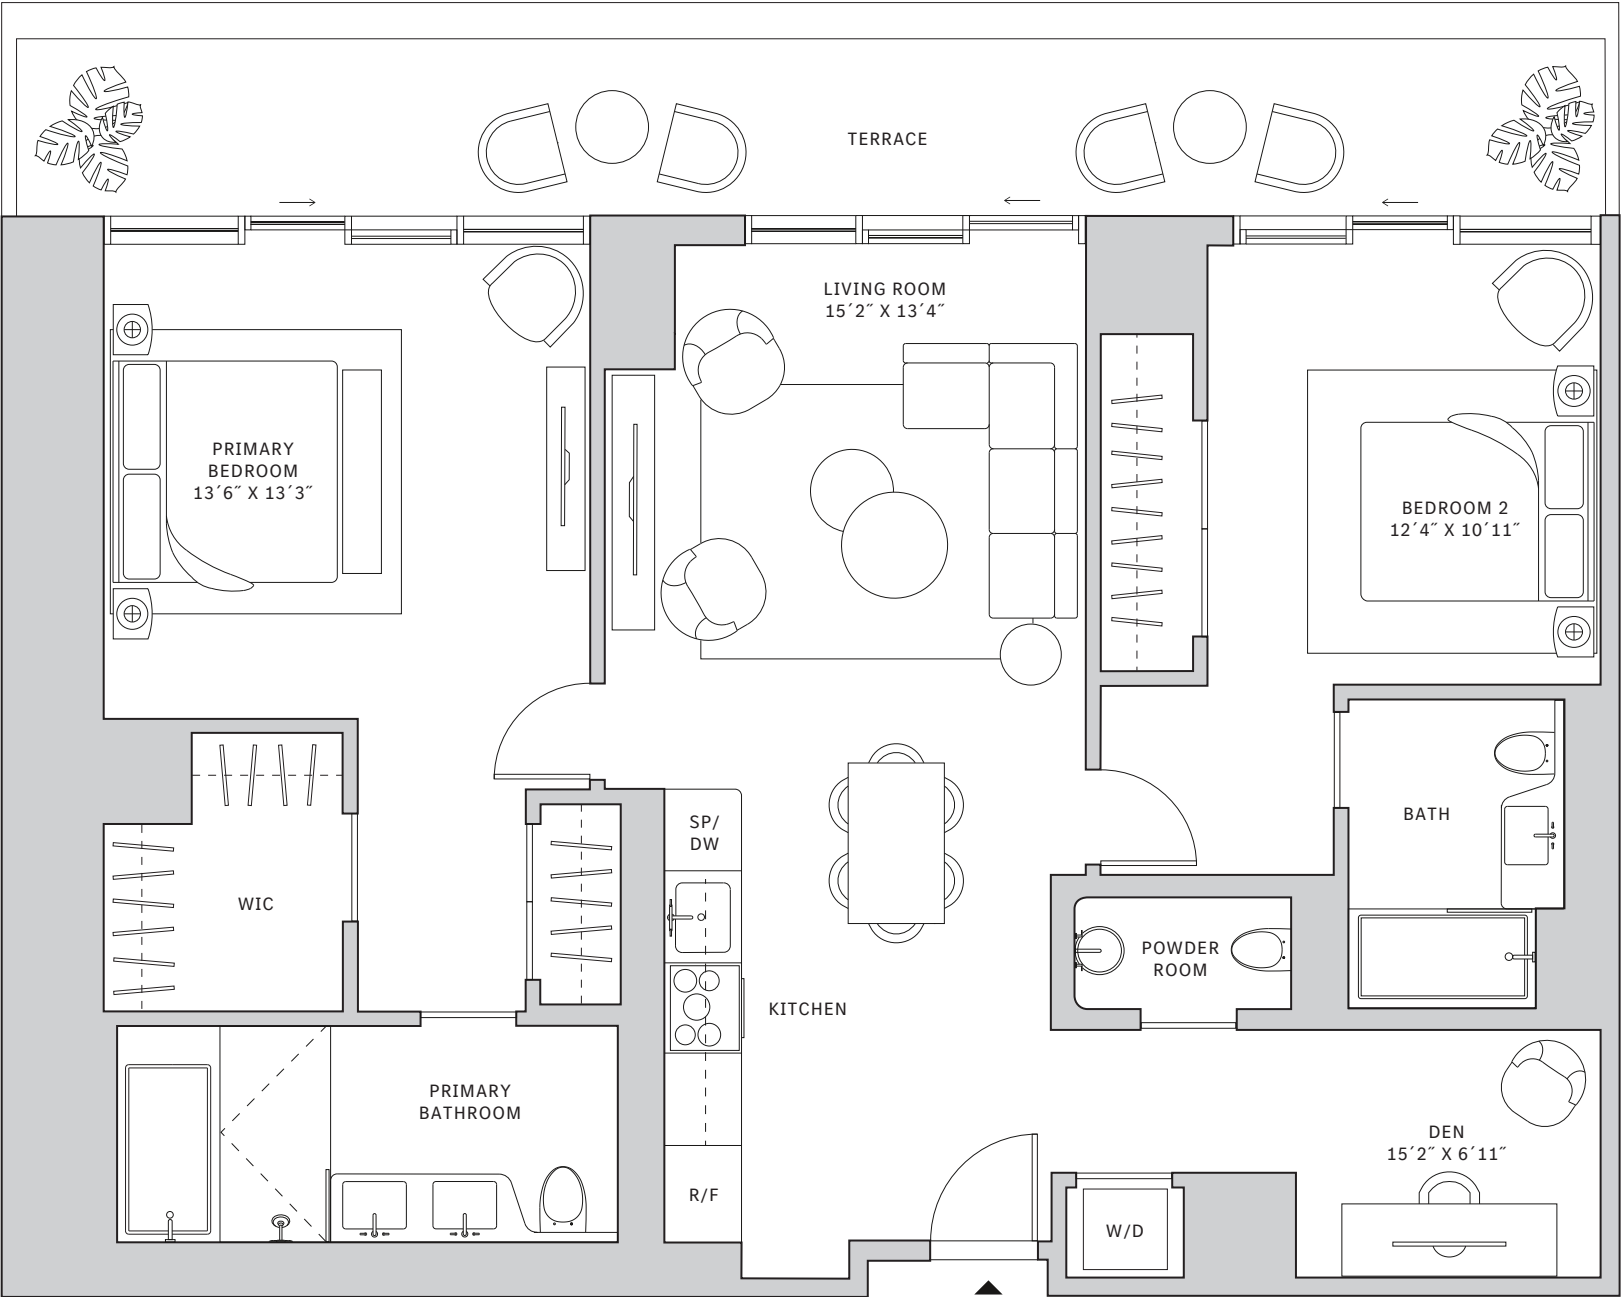 TERRACE
LIVING ROOM
15´2˝ X 13´4˝
PRIMARY
BEDROOM
13´6˝ X 13´3˝
BEDROOM 2
12´4˝ X 10´11˝
SP/
DW
BATH
WIC
POWDER
ROOM
KITCHEN
PRIMARY
BATHROOM
DEN
15´2˝ X 6´11˝
R/F
W/D